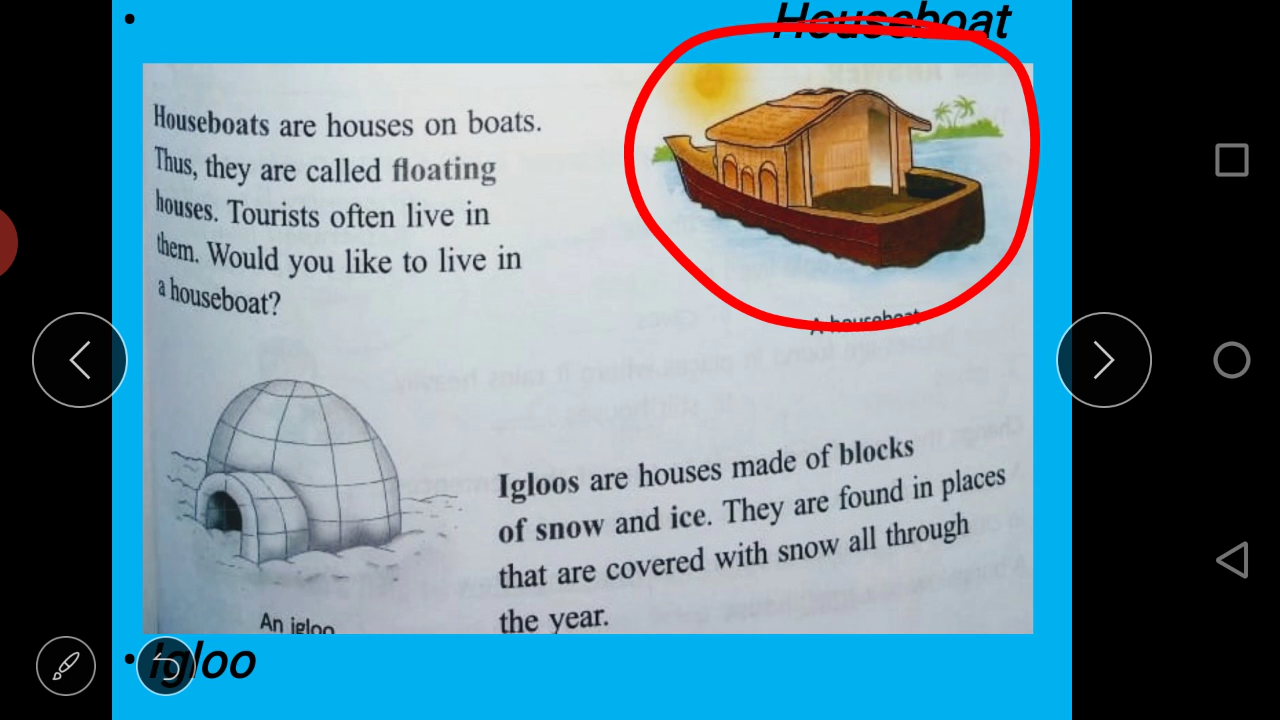 Houseboat
Houseboats are houses on boats.
Thus, they are called floating
houses. Tourists often live in
them. Would you like to live in
a houseboat?
A houseboat
Igloos are houses made of blocks
of snow and ice. They are found in places
that are covered with snow all through
the year.
An igloo
Igloo